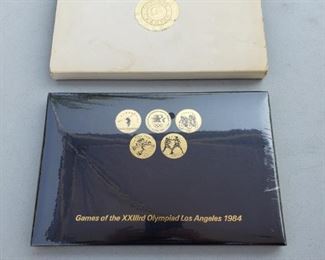 Games of the XXIIIrd Olympiad Los Angeles 1984